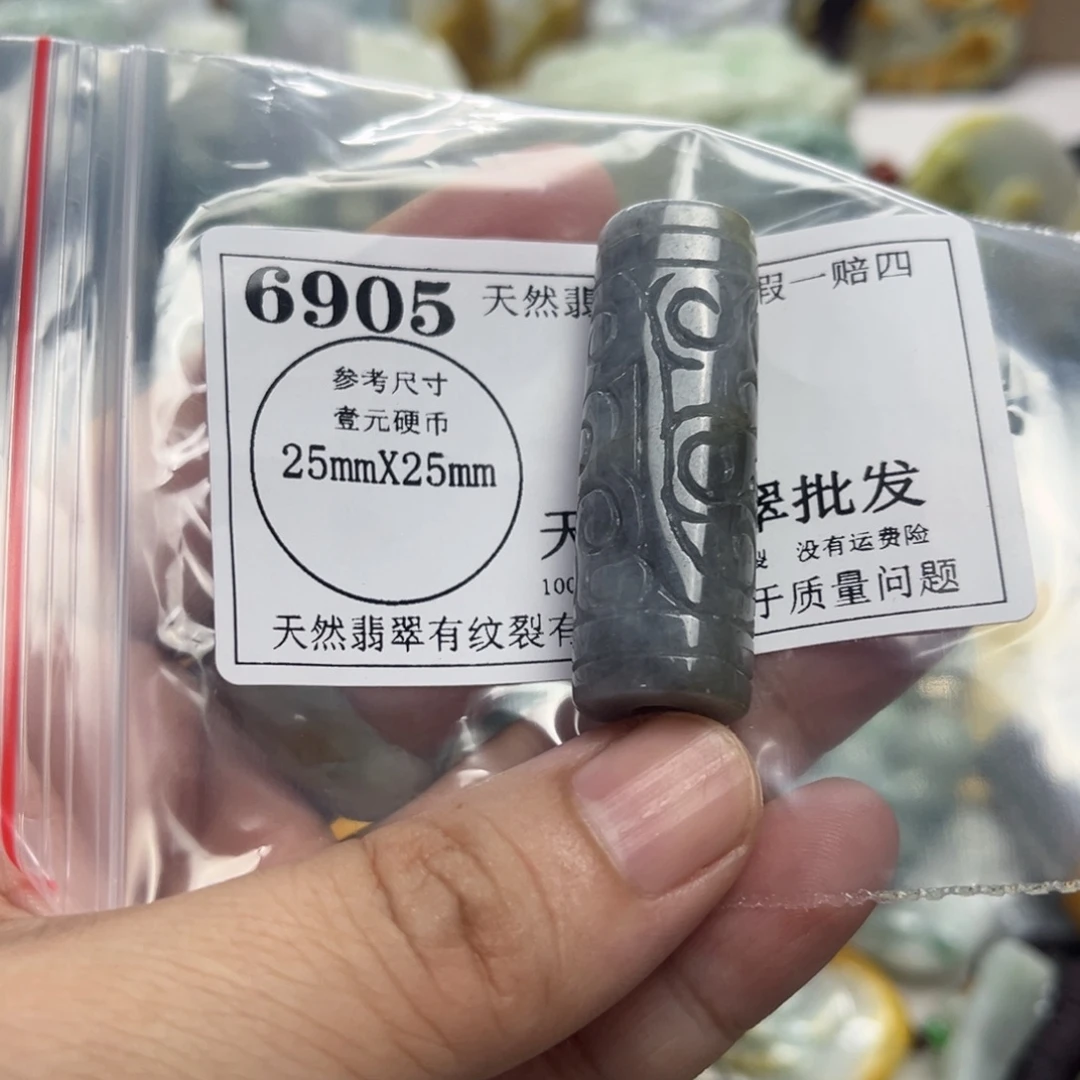 6905 天然翡 假一赔四
参考尺寸
壹元硬币
25mmX25mm
天 翠批发
100 裂 没有运费险
天然翡翠有纹裂有 于质量问题